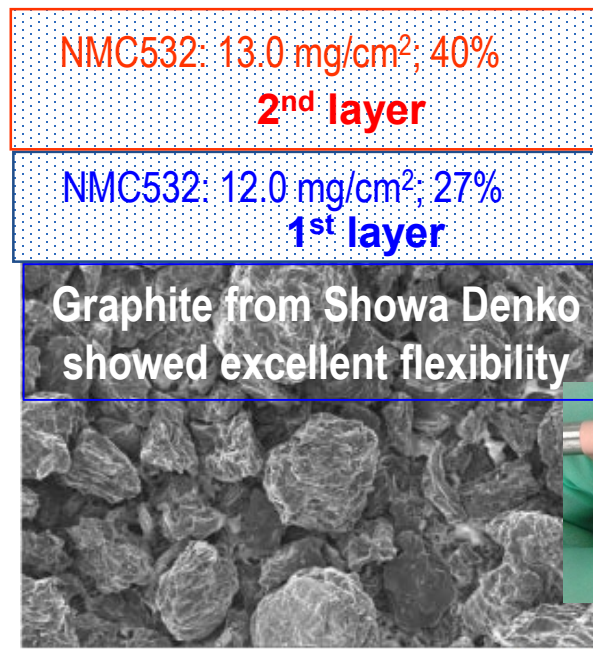 NMC532: 13.0 mg/cm²; 40%
2nd layer
NMC532: 12.0 mg/cm²; 27%
1st layer
Graphite from Showa Denko
showed excellent flexibility